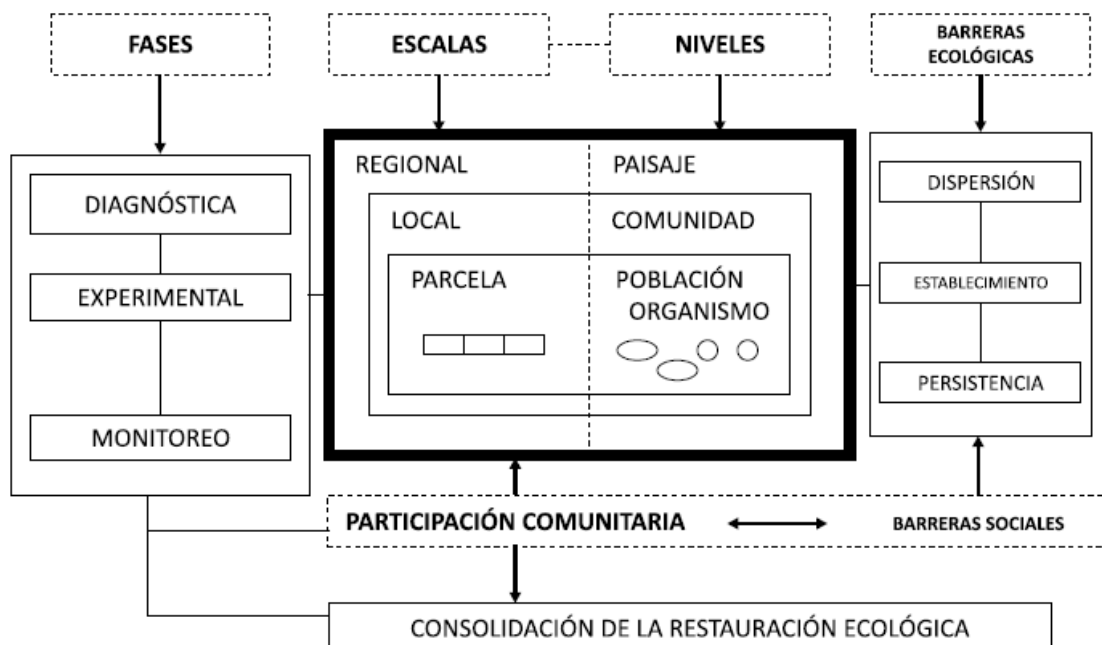 FASES
ESCALAS
NIVELES
BARRERAS
ECOLÓGICAS
DIAGNÓSTICA
EXPERIMENTAL
MONITOREO
REGIONAL
PAISAJE
LOCAL
COMUNIDAD
PARCELA
POBLACIÓN
ORGANISMO
DISPERSIÓN
ESTABLECIMIENTO
PERSISTENCIA
PARTICIPACIÓN COMUNITARIA
BARRERAS SOCIALES
CONSOLIDACIÓN DE LA RESTAURACIÓN ECOLÓGICA